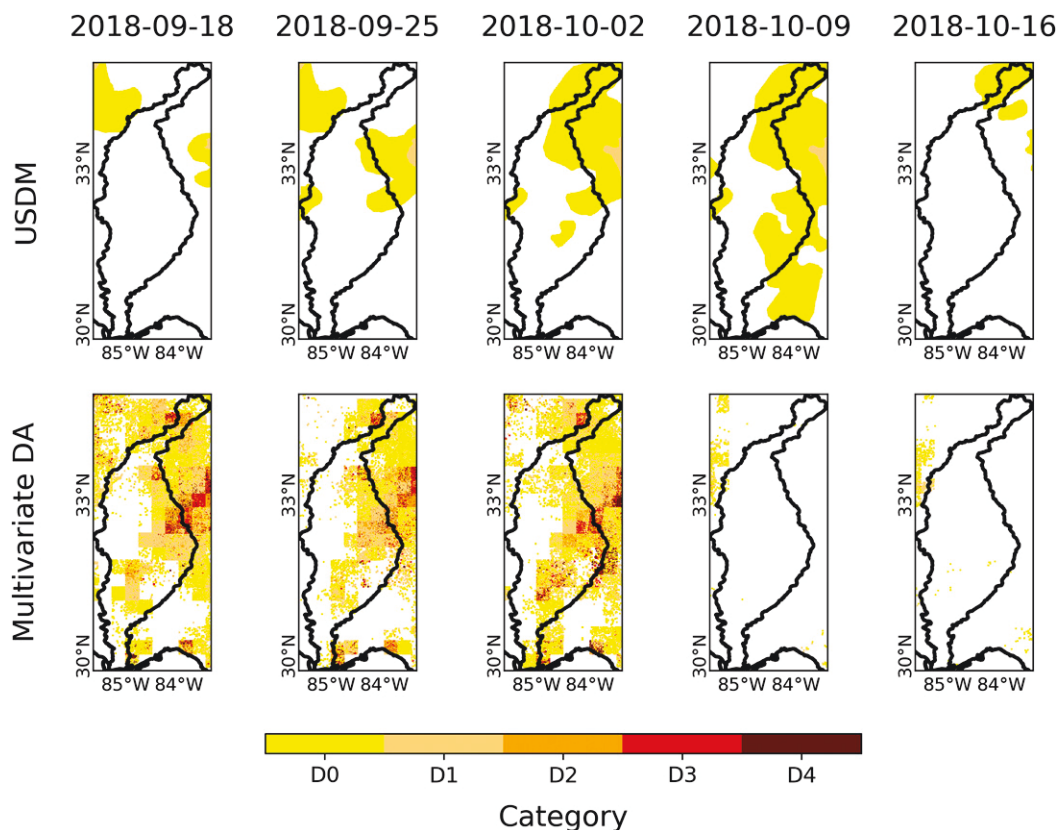 2018-09-18 2018-09-25 2018-10-02 2018-10-09 2018-10-16
USDM
33°N 33°N 33°N 33°N 33°N
30°N 30°N 30°N 30°N 30°N
85°W 84°W 85°W 84°W 85°W 84°W 85°W 84°W 85°W 84°W
Multivariate DA
33°N 33°N 33°N 33°N 33°N
30°N 30°N 30°N 30°N 30°N
85°W 84°W 85°W 84°W 85°W 84°W 85°W 84°W 85°W 84°W
D0 D1 D2 D3 D4
Category